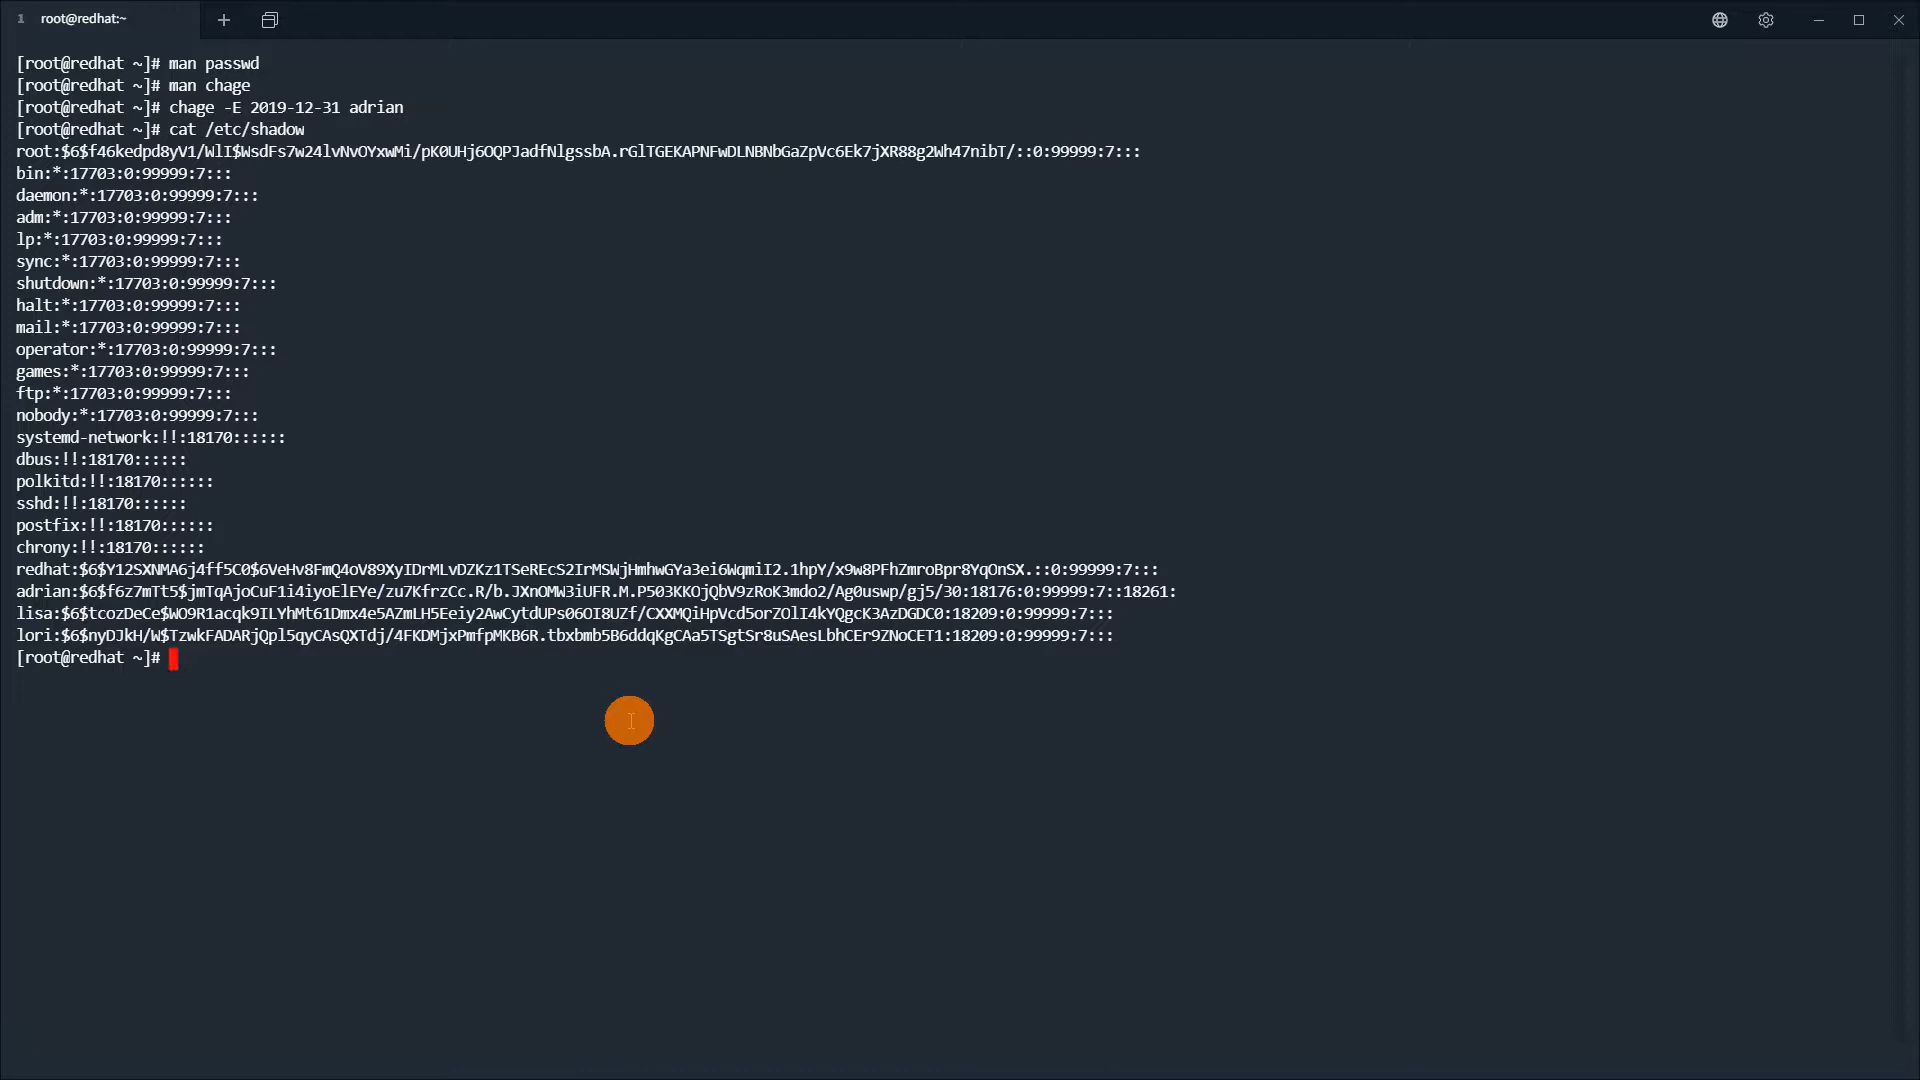 1 root@redhat:~
[root@redhat ~]# man passwd
[root@redhat ~]# man chage
[root@redhat ~]# chage -E 2019-12-31 adrian
[root@redhat ~]# cat /etc/shadow
root:$6$f46kedpd8yV1/WlI$WsdFs7w24lvNvOYxwMi/pK0UHj6OQPJadfNlgssbA.rGlTGEKAPNFwDLNBNbGaZpVc6Ek7jXR88g2Wh47nibT/::0:99999:7:::
bin:*:17703:0:99999:7:::
daemon:*:17703:0:99999:7:::
adm:*:17703:0:99999:7:::
lp:*:17703:0:99999:7:::
sync:*:17703:0:99999:7:::
shutdown:*:17703:0:99999:7:::
halt:*:17703:0:99999:7:::
mail:*:17703:0:99999:7:::
operator:*:17703:0:99999:7:::
games:*:17703:0:99999:7:::
ftp:*:17703:0:99999:7:::
nobody:*:17703:0:99999:7:::
systemd-network:!!:18170::::::
dbus:!!:18170::::::
polkitd:!!:18170::::::
sshd:!!:18170::::::
postfix:!!:18170::::::
chrony:!!:18170::::::
redhat:$6$Y12SXNMA6j4ff5C0$6VeHv8FmQ4oV89XyIDrMLvDZKz1TSeREcS2IrMSWjHmhwGYa3ei6WqmiI2.1hpY/x9w8PFhZmroBpr8YqOnSX.::0:99999:7:::
adrian:$6$f6z7mTt5$jmTqAjoCuF1i4iyoElEYe/zu7KfrzCc.R/b.JXnOMW3iUFR.M.P503KKOjQbV9zRoK3mdo2/Ag0uswp/gj5/30:18176:0:99999:7::18261:
lisa:$6$tcozDeCe$WO9R1acqk9ILYhMt61Dmx4e5AZmLH5Eeiy2AwCytdUPs06OI8UZf/CXXMQiHpVcd5orZOlI4kYQgcK3AzDGDC0:18209:0:99999:7:::
lori:$6$nyDJkH/W$TzwkFADARjQpl5qyCAsQXTdj/4FKDMjxPmfpMKB6R.tbxbmb5B6ddqKgCAa5TSgtSr8uSAesLbhCEr9ZNoCET1:18209:0:99999:7:::
[root@redhat ~]#